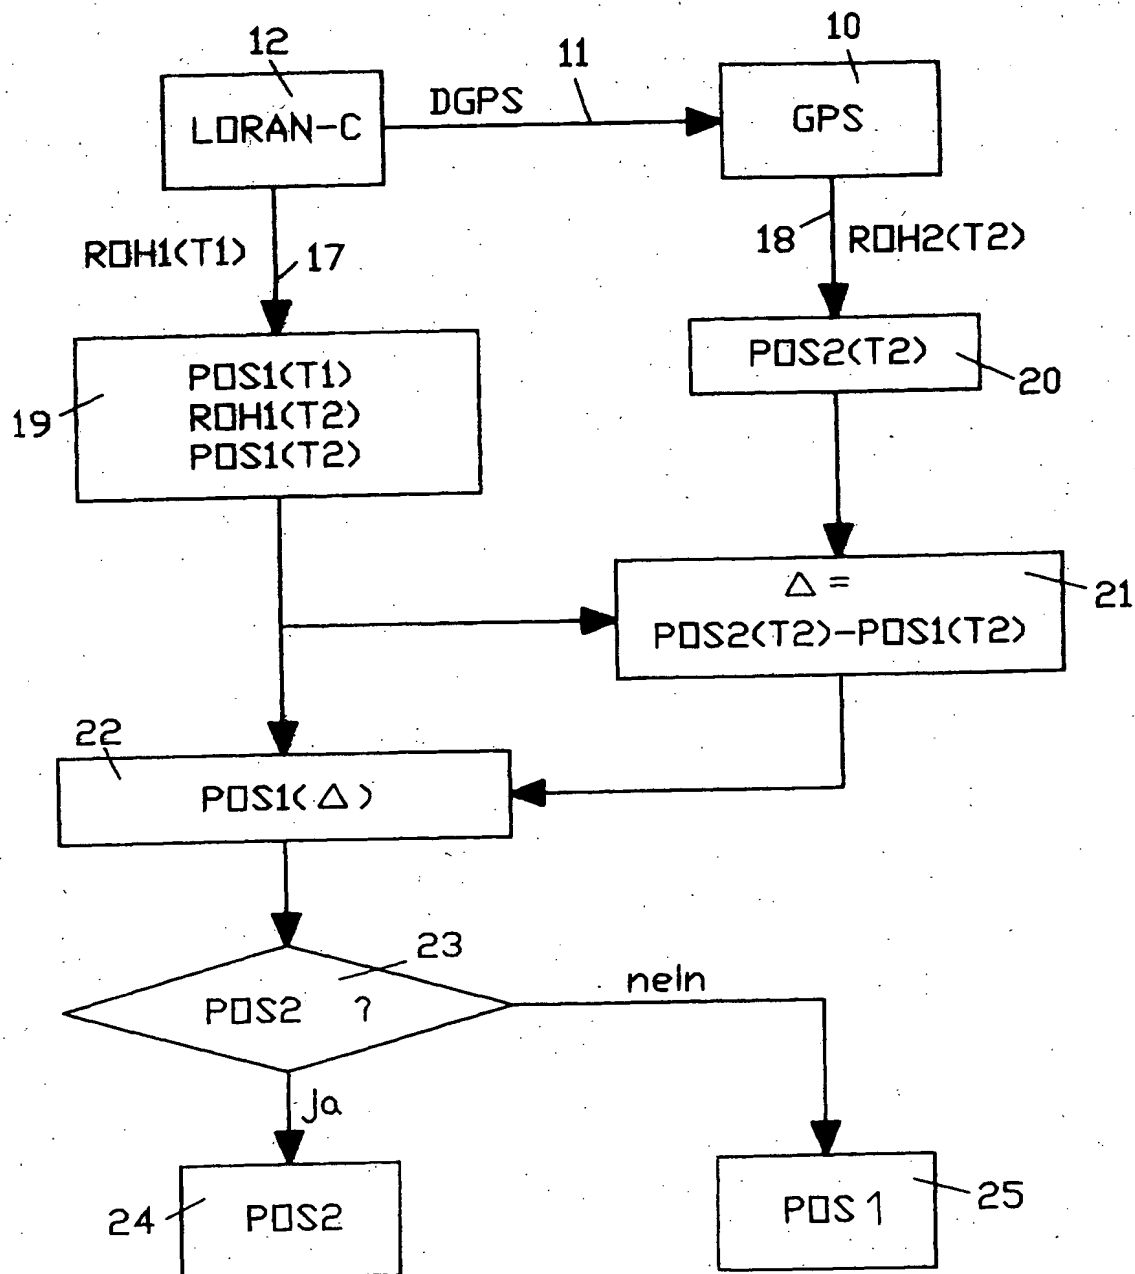 12
10
11
DGPS
LORAN-C
GPS
ROH1(T1)
17
18
ROH2(T2)
POS1(T1)
ROH1(T2)
POS1(T2)
19
POS2(T2)
20
Δ =
POS2(T2)-POS1(T2)
21
22
POS1(Δ)
23
POS2 ?
nein
ja
24
POS2
POS1
25